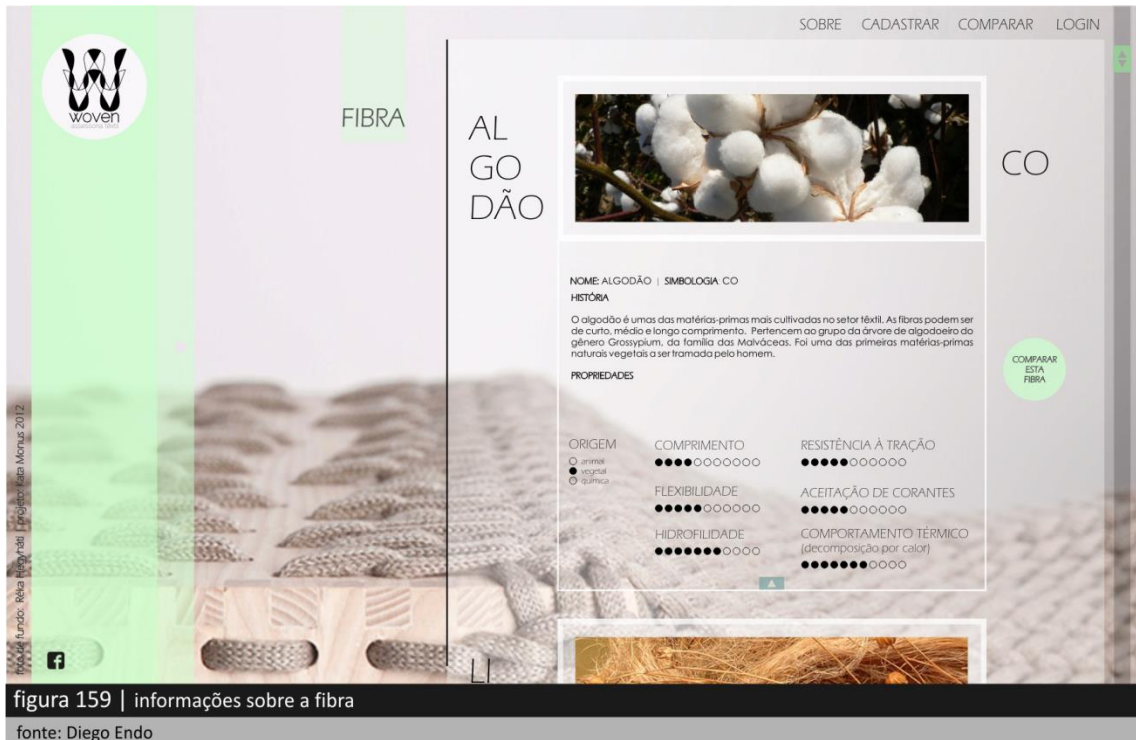 SOBRE CADASTRAR COMPARAR LOGIN
woven
assessoria têxtil
FIBRA
AL
GO
DÃO
CO
NOME: ALGODÃO | SIMBOLOGIA: CO
HISTÓRIA
O algodão é umas das matérias-primas mais cultivadas no setor têxtil. As fibras podem ser
de curto, médio e longo comprimento. Pertencem ao grupo da árvore de algodoeiro do
gênero Grossypium, da família das Malváceas. Foi uma das primeiras matérias-primas
naturais vegetais a ser tramada pelo homem.
PROPRIEDADES
COMPARAR
ESTA
FIBRA
ORIGEM
animal
vegetal
química
COMPRIMENTO
FLEXIBILIDADE
HIDROFILIDADE
RESISTÊNCIA À TRAÇÃO
ACEITAÇÃO DE CORANTES
COMPORTAMENTO TÉRMICO
(decomposição por calor)
foto de fundo: Réka Hegyháti | projeto: Kata Monus 2012
LI
figura 159 | informações sobre a fibra
fonte: Diego Endo